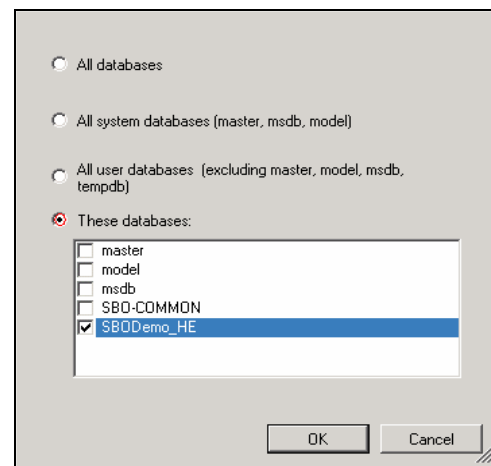 All databases
All system databases (master, msdb, model)
All user databases (excluding master, model, msdb,
tempdb)
These databases:
master
model
msdb
SBO-COMMON
SBODemo_HE
OK
Cancel